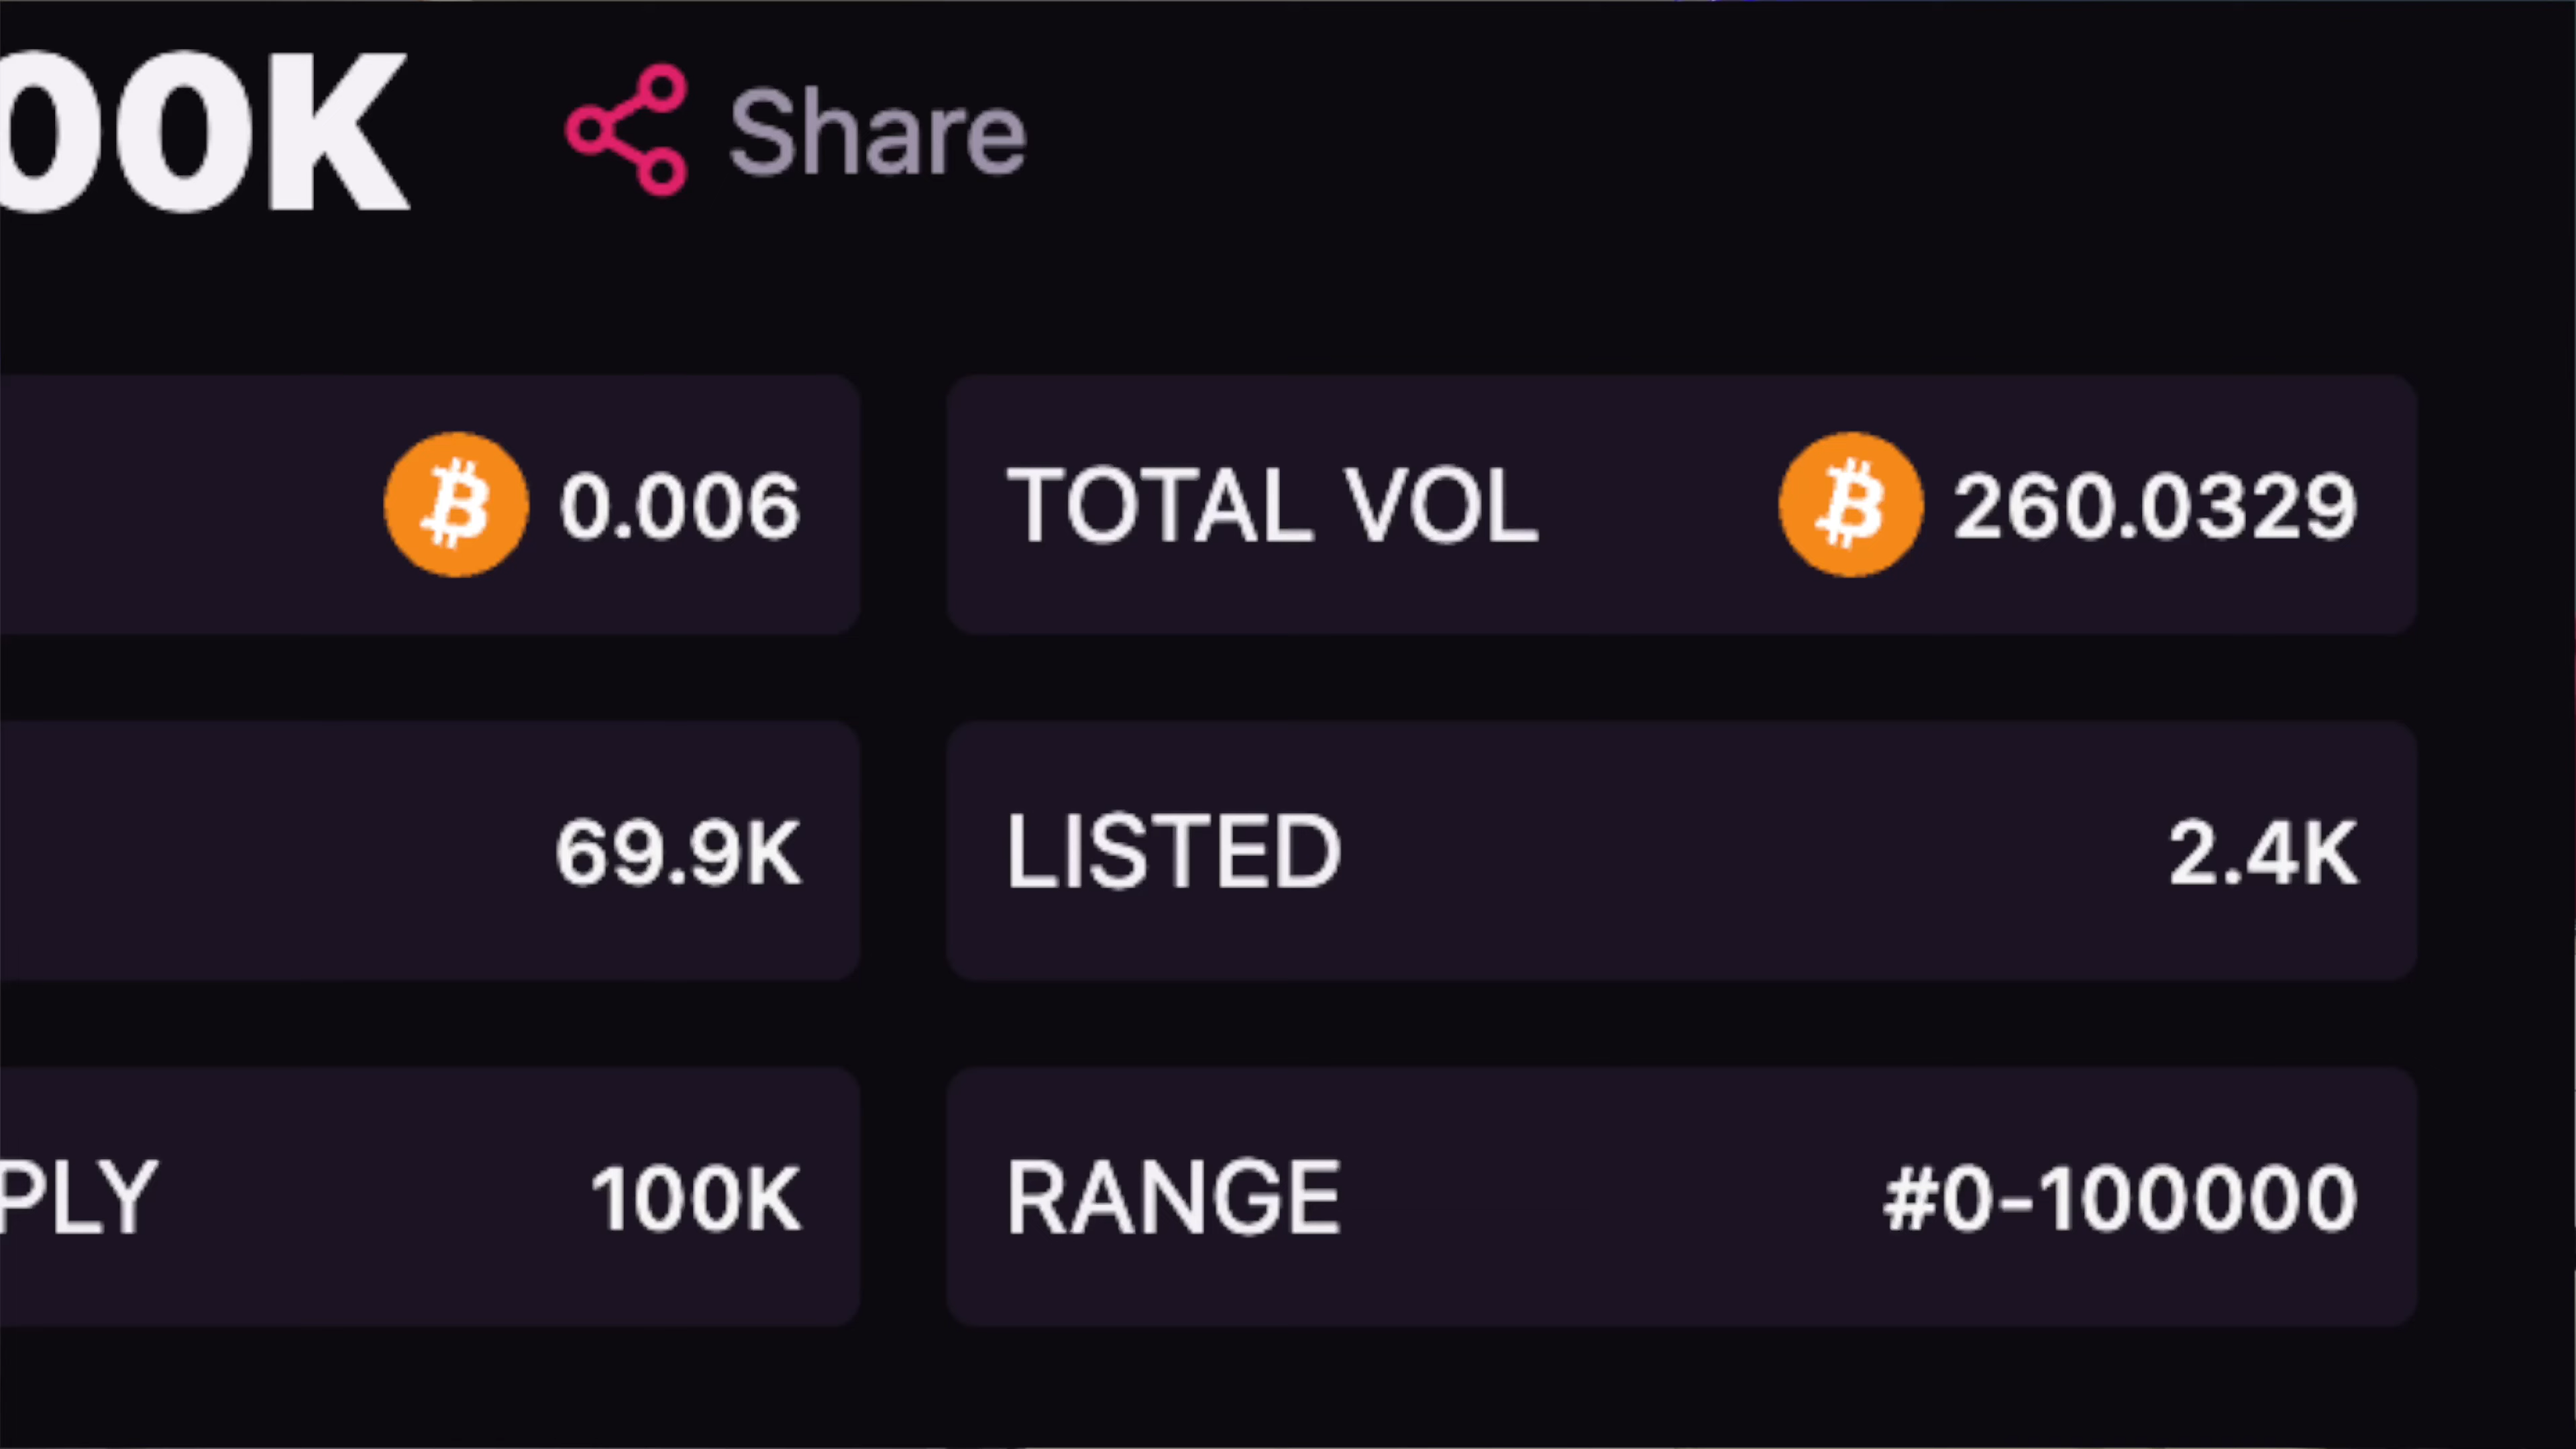 00K Share
0.006 TOTAL VOL 260.0329
69.9K LISTED 2.4K
PLY 100K RANGE #0-100000